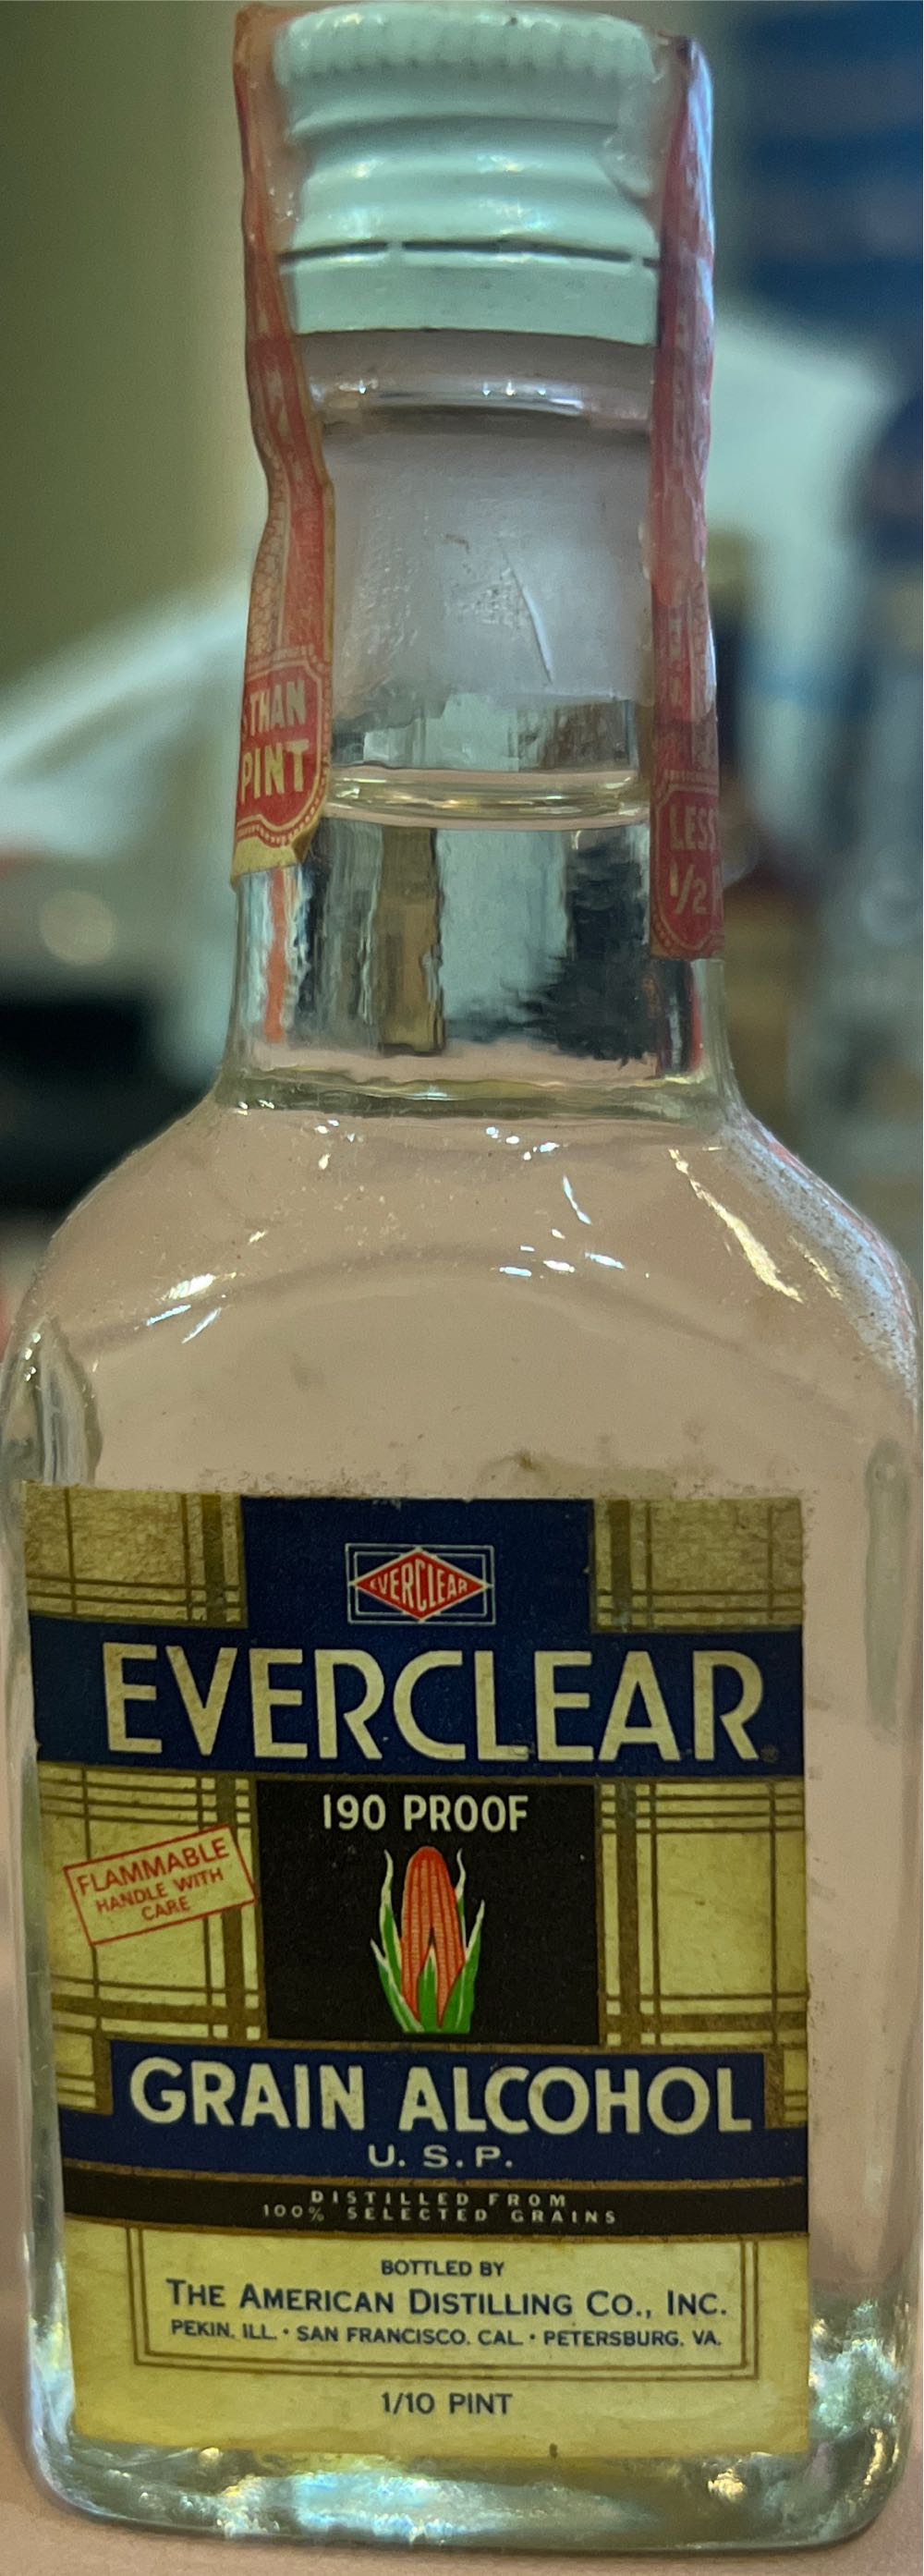 THAN
PINT
LESS
1/2
EVERCLEAR
EVERCLEAR
190 PROOF
FLAMMABLE
HANDLE WITH
CARE
GRAIN ALCOHOL
U.S.P.
DISTILLED FROM
100% SELECTED GRAINS
BOTTLED BY
THE AMERICAN DISTILLING CO., INC.
PEKIN, ILL. • SAN FRANCISCO, CAL. • PETERSBURG, VA.
1/10 PINT